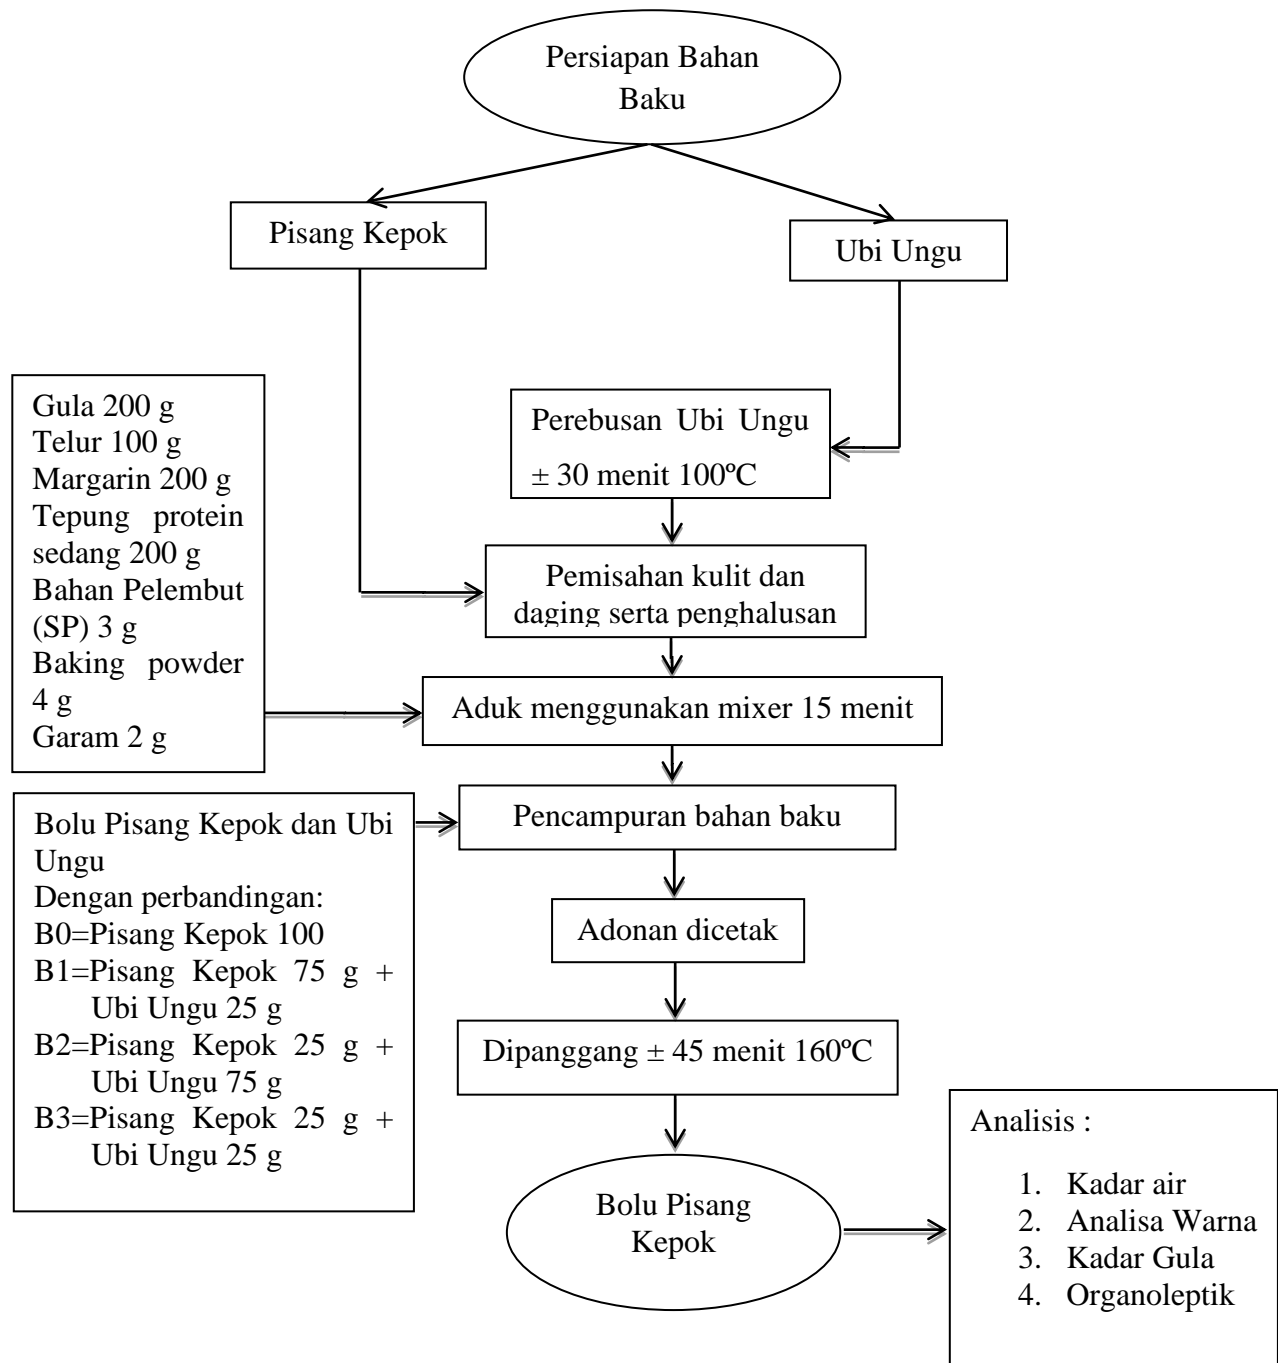 Persiapan Bahan
Baku
Pisang Kepok
Ubi Ungu
Gula 200 g
Telur 100 g
Margarin 200 g
Tepung protein
sedang 200 g
Bahan Pelembut
(SP) 3 g
Baking powder
4 g
Garam 2 g
Perebusan Ubi Ungu
± 30 menit 100ºC
Pemisahan kulit dan
daging serta penghalusan
Aduk menggunakan mixer 15 menit
Bolu Pisang Kepok dan Ubi
Ungu
Dengan perbandingan:
B0=Pisang Kepok 100
B1=Pisang Kepok 75 g +
Ubi Ungu 25 g
B2=Pisang Kepok 25 g +
Ubi Ungu 75 g
B3=Pisang Kepok 25 g +
Ubi Ungu 25 g
Pencampuran bahan baku
Adonan dicetak
Dipanggang ± 45 menit 160ºC
Bolu Pisang
Kepok
Analisis :
1. Kadar air
2. Analisa Warna
3. Kadar Gula
4. Organoleptik